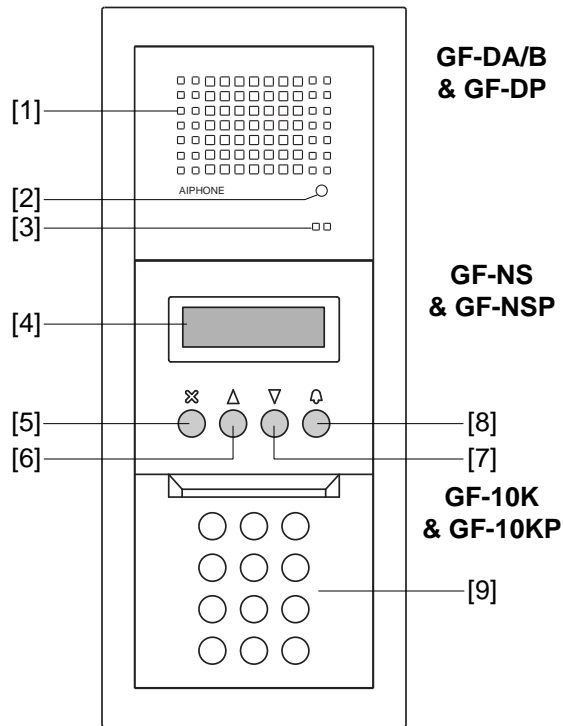 GF-DA/B
& GF-DP
[1]
AIPHONE
[2]
[3]
GF-NS
& GF-NSP
[4]
[5]
[6]
[7]
[8]
GF-10K
& GF-10KP
[9]